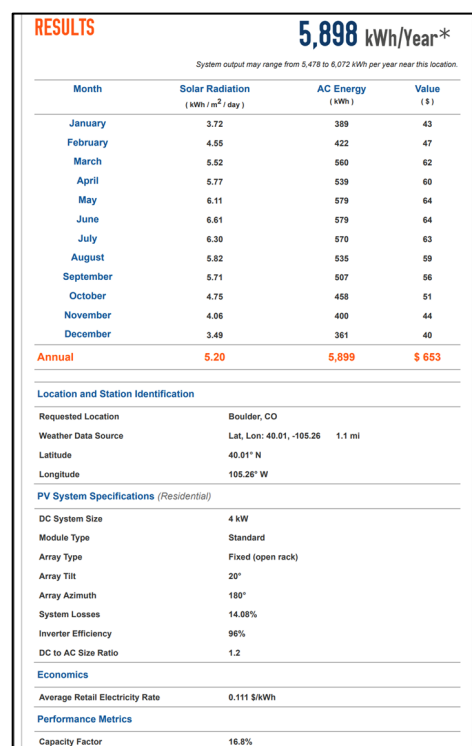 RESULTS
5,898 kWh/Year*
System output may range from 5,478 to 6,072 kWh per year near this location.
Month Solar Radiation AC Energy Value
( kWh / m2 / day ) ( kWh ) ( $ )
January 3.72 389 43
February 4.55 422 47
March 5.52 560 62
April 5.77 539 60
May 6.11 579 64
June 6.61 579 64
July 6.30 570 63
August 5.82 535 59
September 5.71 507 56
October 4.75 458 51
November 4.06 400 44
December 3.49 361 40
Annual 5.20 5,899 $ 653
Location and Station Identification
Requested Location Boulder, CO
Weather Data Source Lat, Lon: 40.01, -105.26 1.1 mi
Latitude 40.01° N
Longitude 105.26° W
PV System Specifications (Residential)
DC System Size 4 kW
Module Type Standard
Array Type Fixed (open rack)
Array Tilt 20°
Array Azimuth 180°
System Losses 14.08%
Inverter Efficiency 96%
DC to AC Size Ratio 1.2
Economics
Average Retail Electricity Rate 0.111 $/kWh
Performance Metrics
Capacity Factor 16.8%